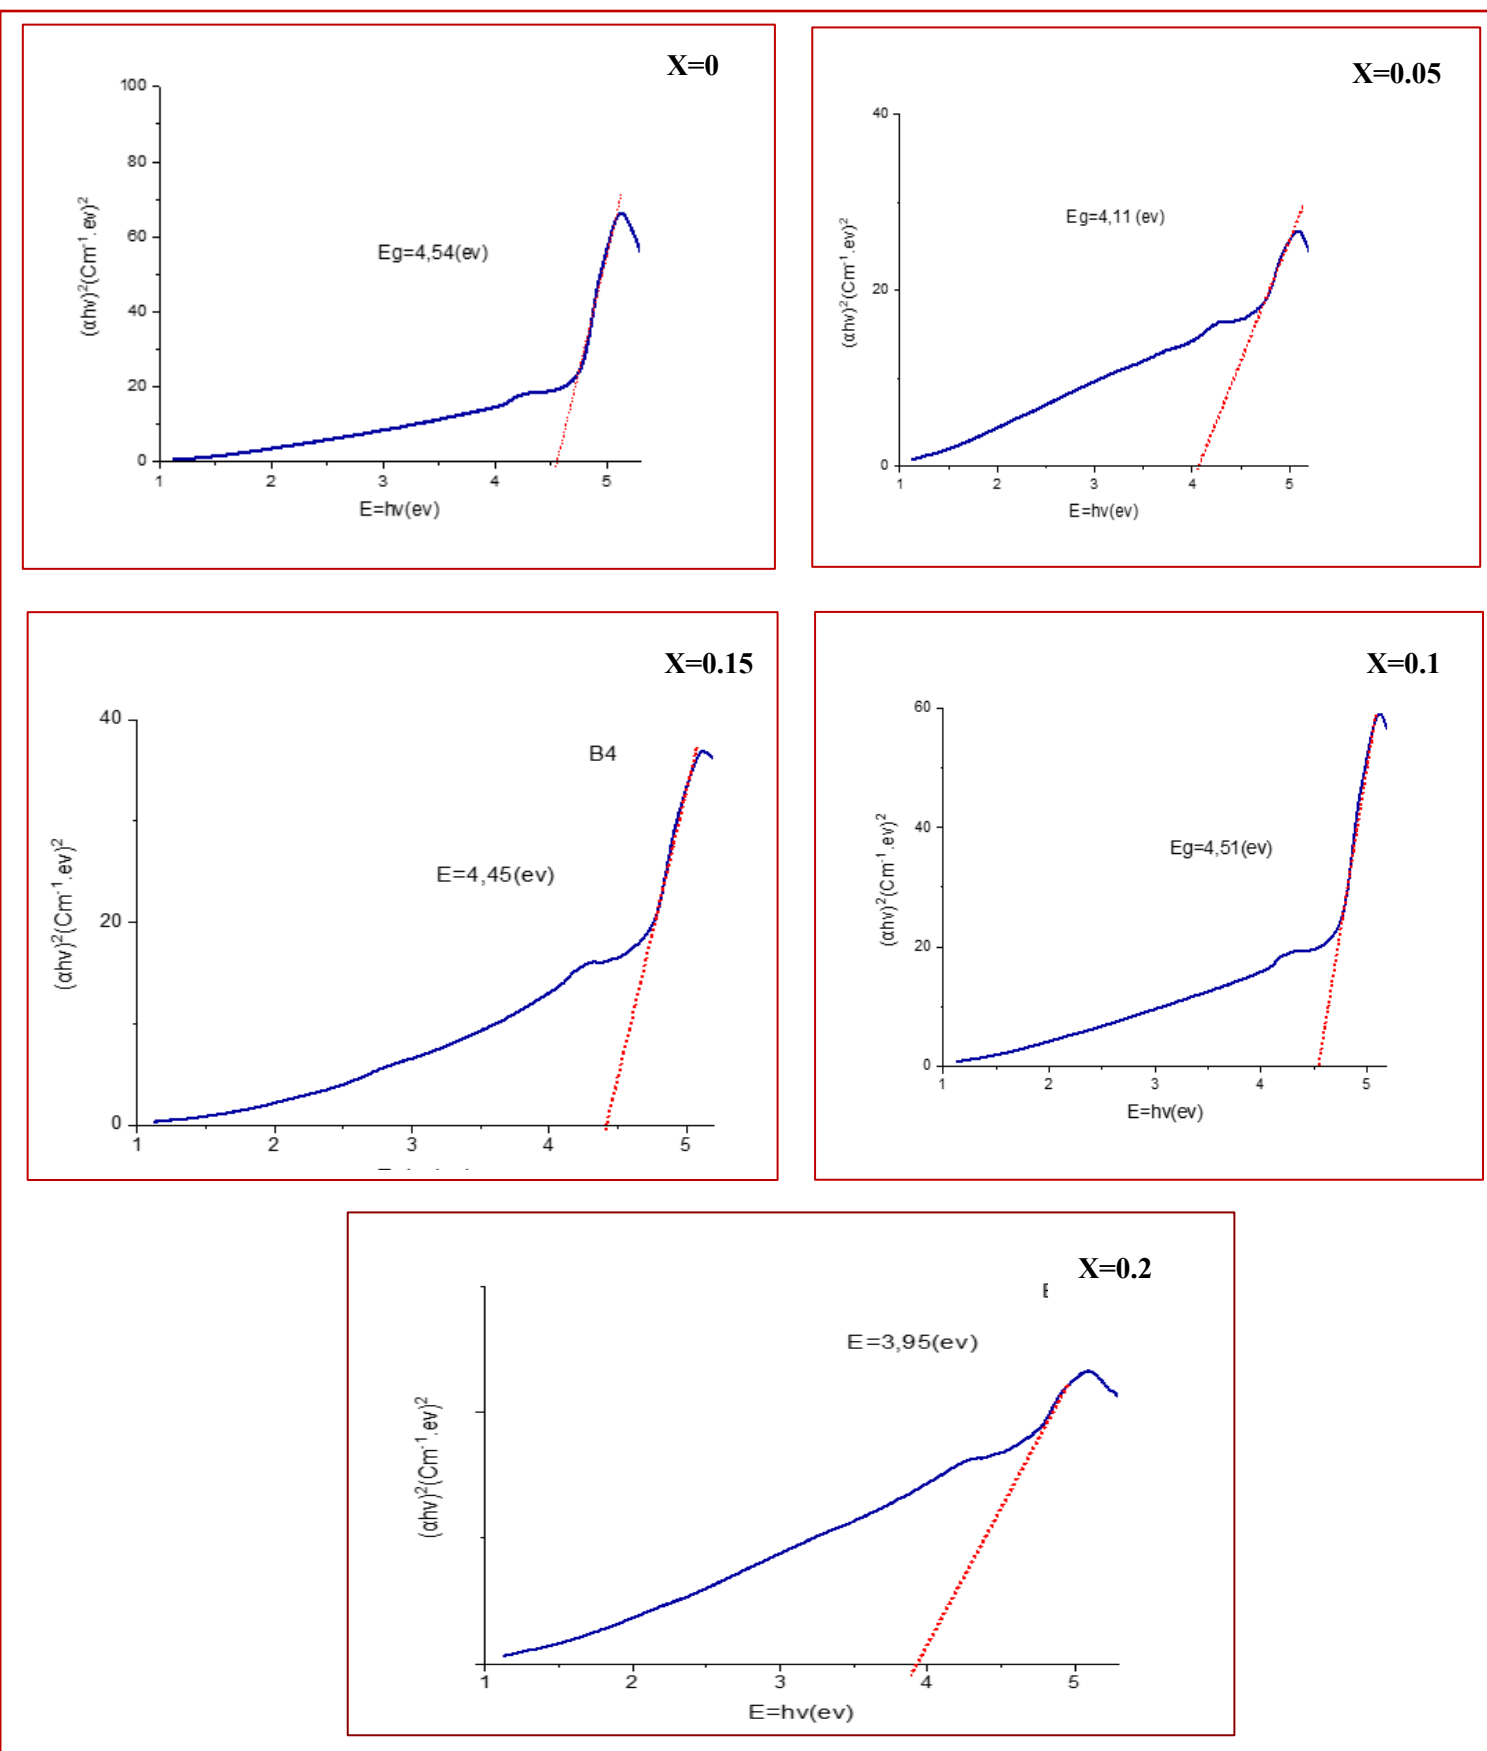 X=0
100
80
60
40
20
0
1 2 3 4 5
(αhν)²(Cm⁻¹.ev)²
Eg=4,54(ev)
E=hν(ev)
X=0.05
40
20
0
1 2 3 4 5
(αhν)²(Cm⁻¹.ev)²
Eg=4,11 (ev)
E=hν(ev)
X=0.15
B4
40
20
0
1 2 3 4 5
(αhν)²(Cm⁻¹.ev)²
E=4,45(ev)
X=0.1
60
40
20
0
1 2 3 4 5
(αhν)²(Cm⁻¹.ev)²
Eg=4,51(ev)
E=hν(ev)
X=0.2
E=3,95(ev)
(αhν)²(Cm⁻¹.ev)²
1 2 3 4 5
E=hν(ev)